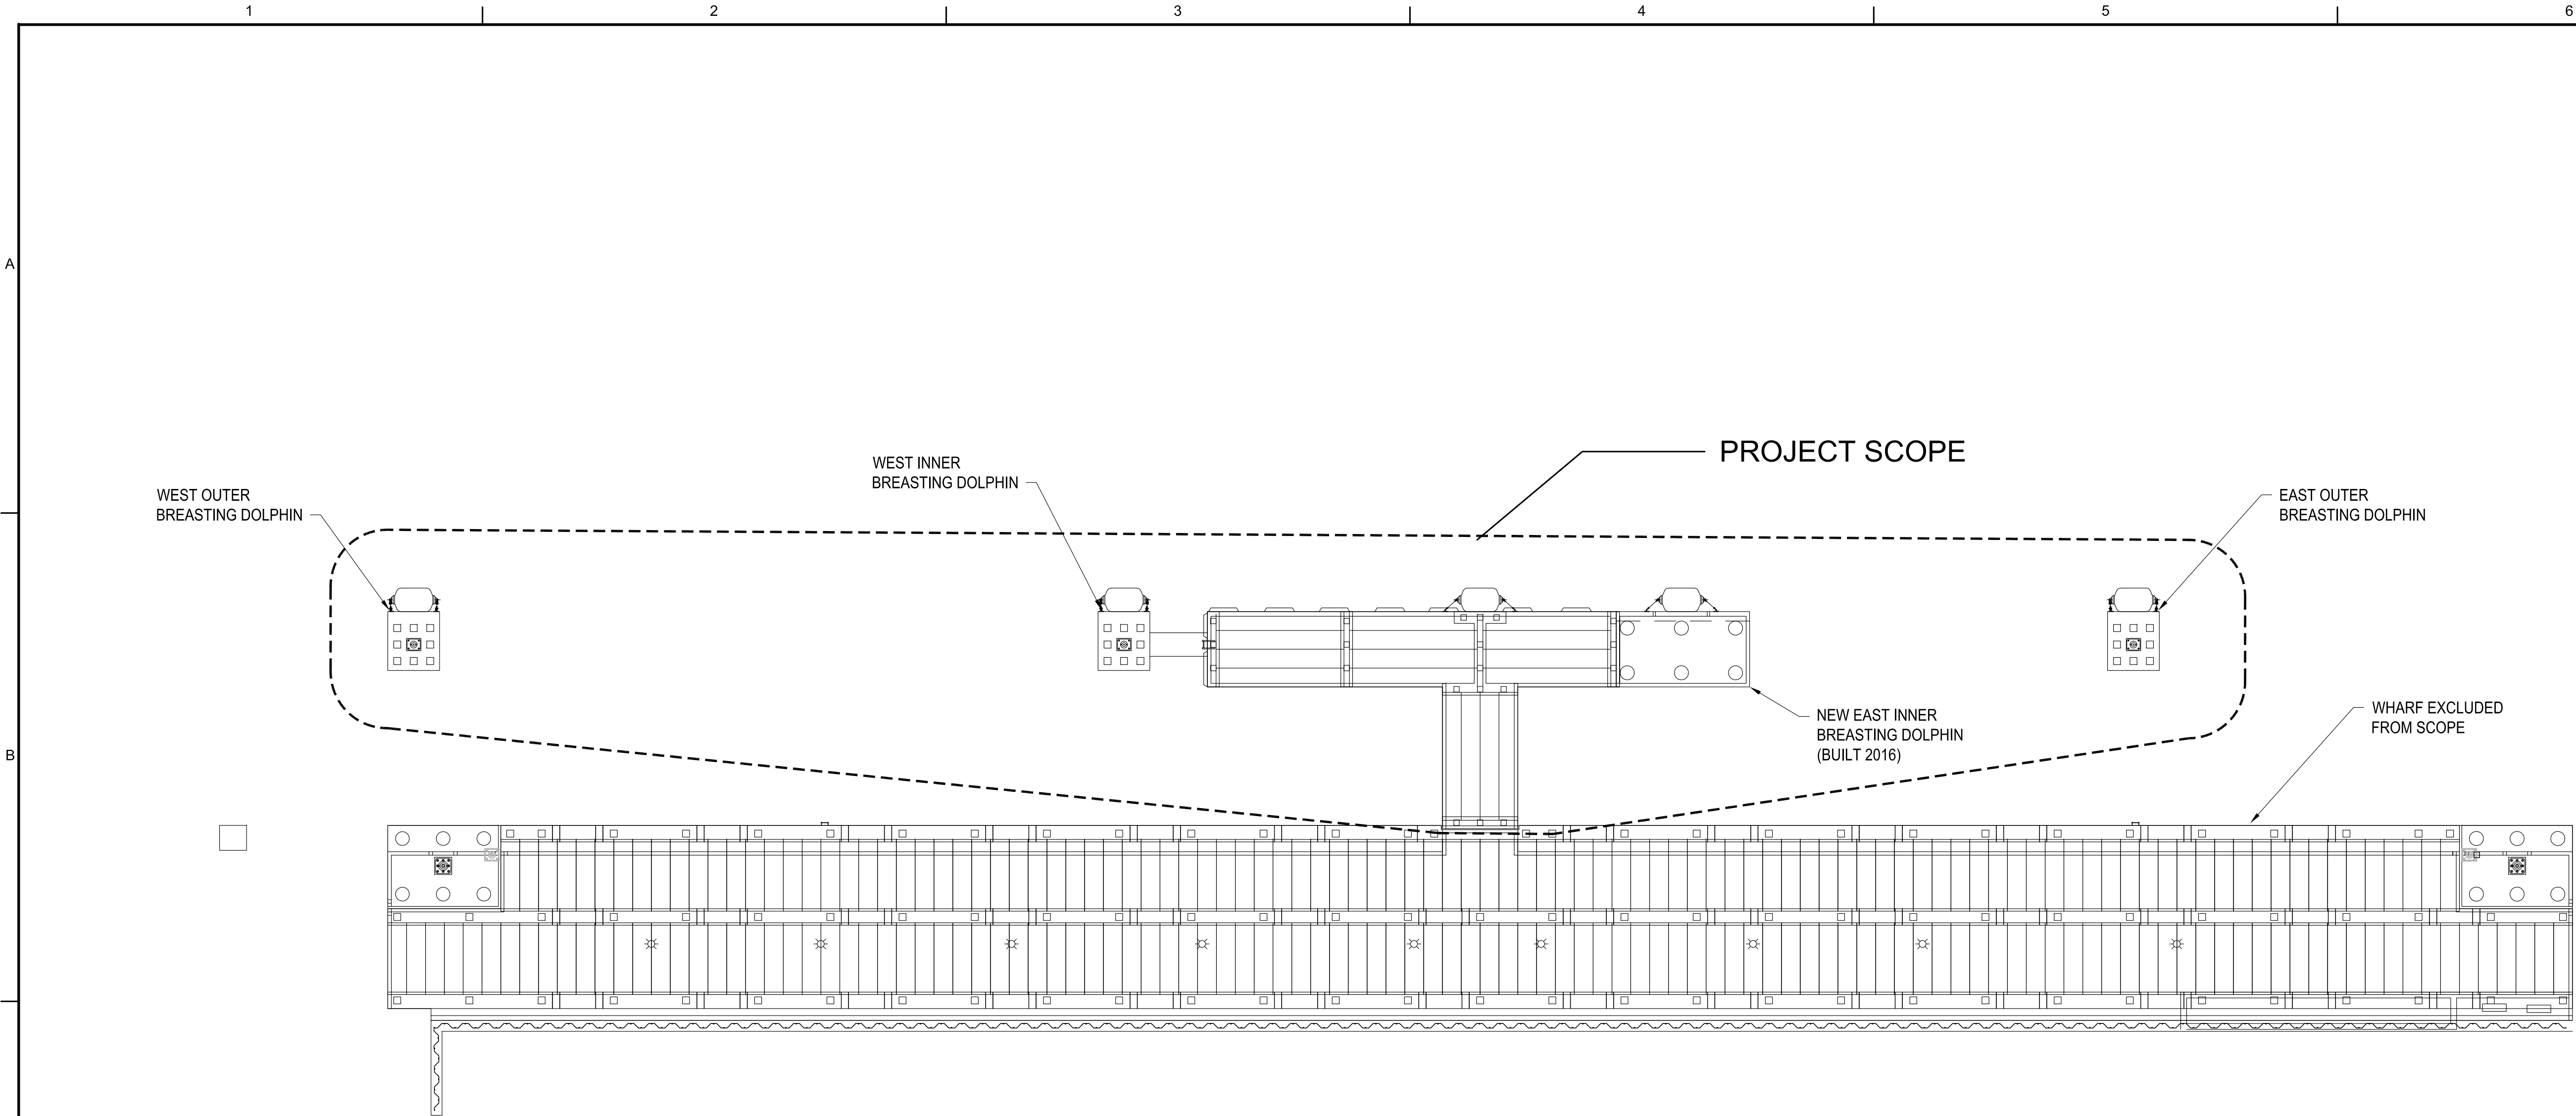 1 2 3 4 5 6
A
PROJECT SCOPE
WEST INNER
BREASTING DOLPHIN
WEST OUTER
BREASTING DOLPHIN
EAST OUTER
BREASTING DOLPHIN
NEW EAST INNER
BREASTING DOLPHIN
(BUILT 2016)
WHARF EXCLUDED
FROM SCOPE
B